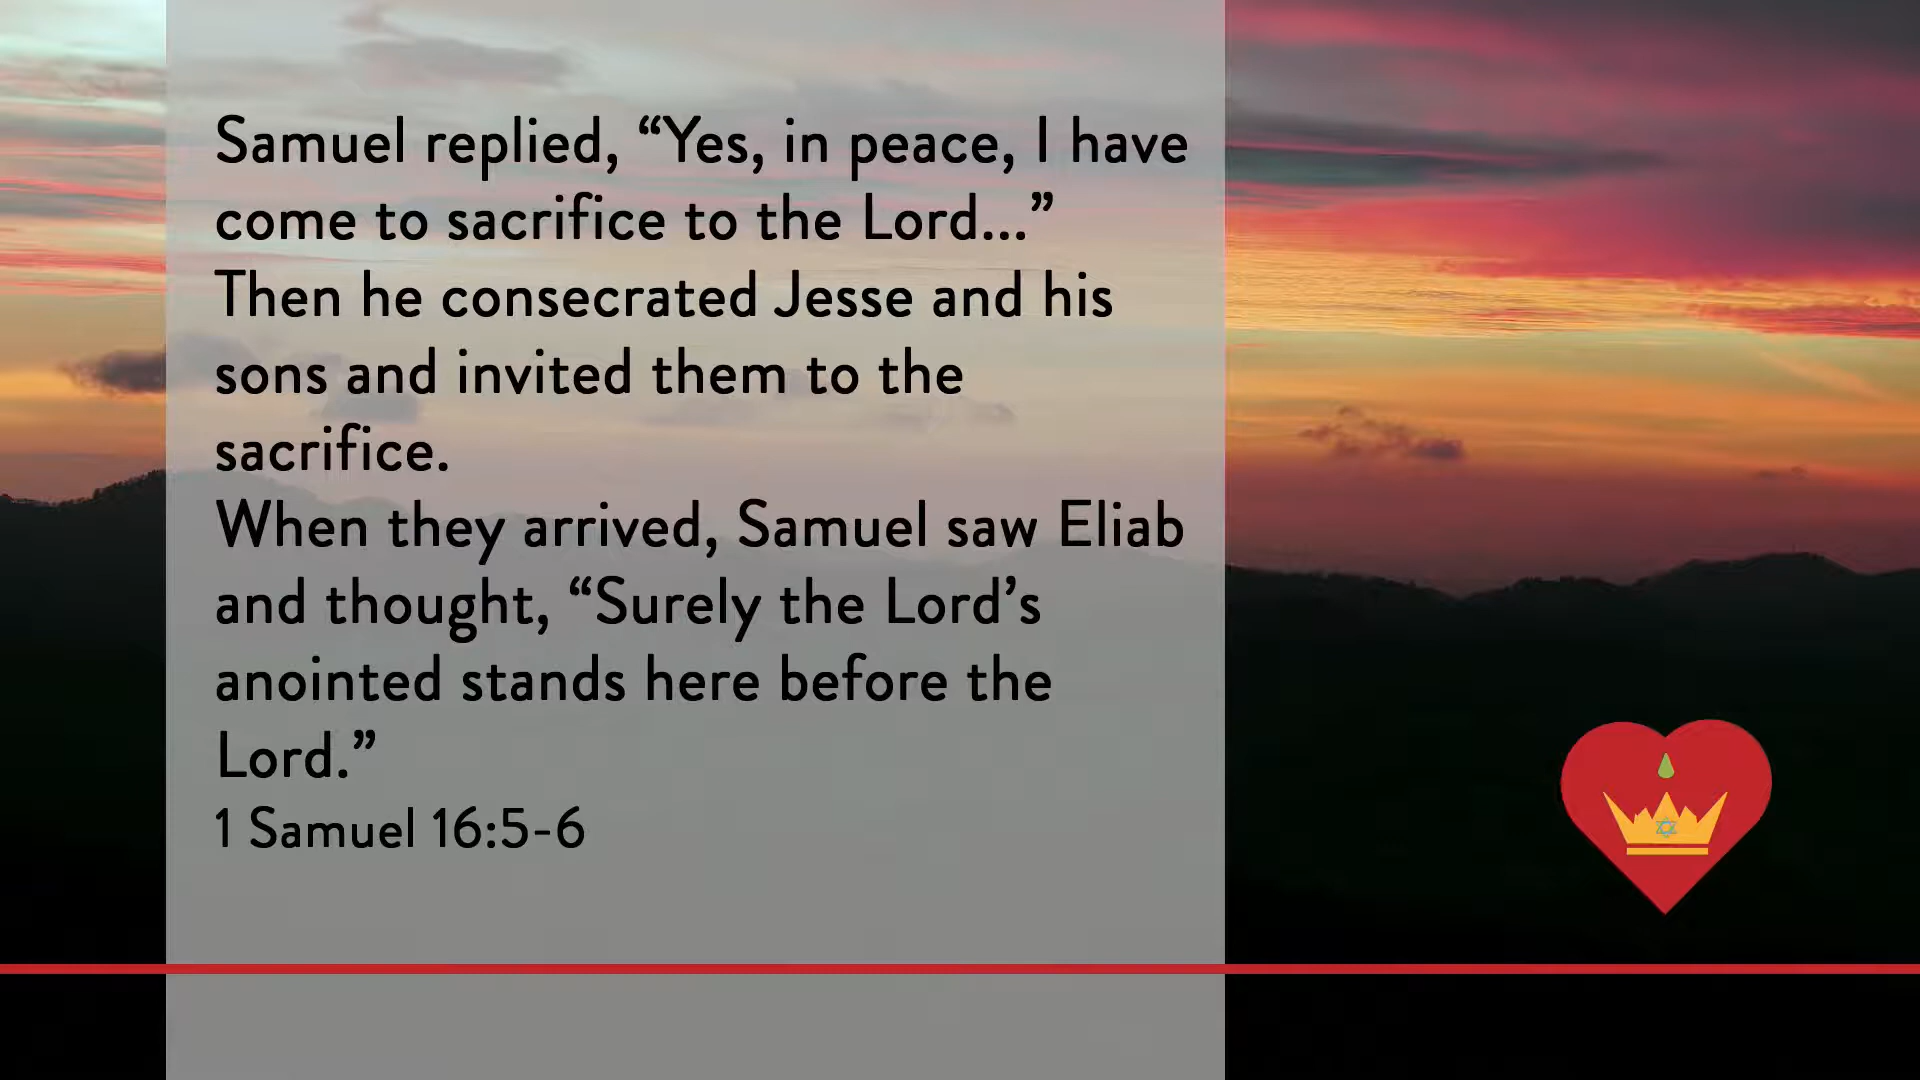 Samuel replied, “Yes, in peace, I have
come to sacrifice to the Lord...”
Then he consecrated Jesse and his
sons and invited them to the
sacrifice.
When they arrived, Samuel saw Eliab
and thought, “Surely the Lord’s
anointed stands here before the
Lord.”
1 Samuel 16:5-6